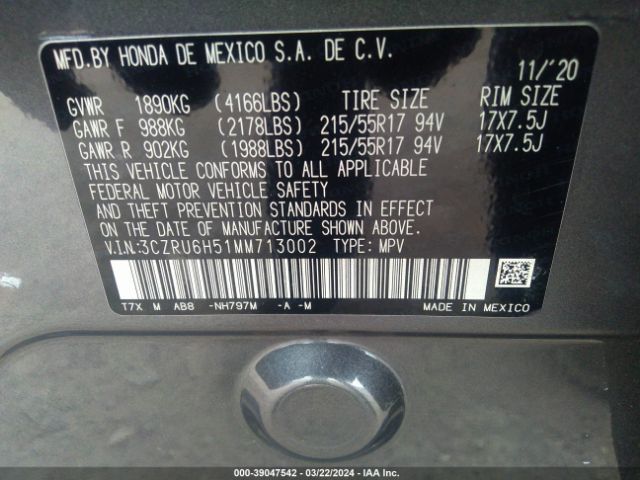 MFD.BY HONDA DE MEXICO S.A. DE C.V.
11/'20
GVWR 1890KG (4166LBS) TIRE SIZE RIM SIZE
GAWR F 988KG (2178LBS) 215/55R17 94V 17X7.5J
GAWR R 902KG (1988LBS) 215/55R17 94V 17X7.5J
THIS VEHICLE CONFORMS TO ALL APPLICABLE
FEDERAL MOTOR VEHICLE SAFETY
AND THEFT PREVENTION STANDARDS IN EFFECT
ON THE DATE OF MANUFACTURE SHOWN ABOVE.
V.I.N:3CZRU6H51MM713002 TYPE: MPV
T7X M AB8 -NH797M -A -M MADE IN MEXICO
000-39047542 - 03/22/2024 - IAA Inc.